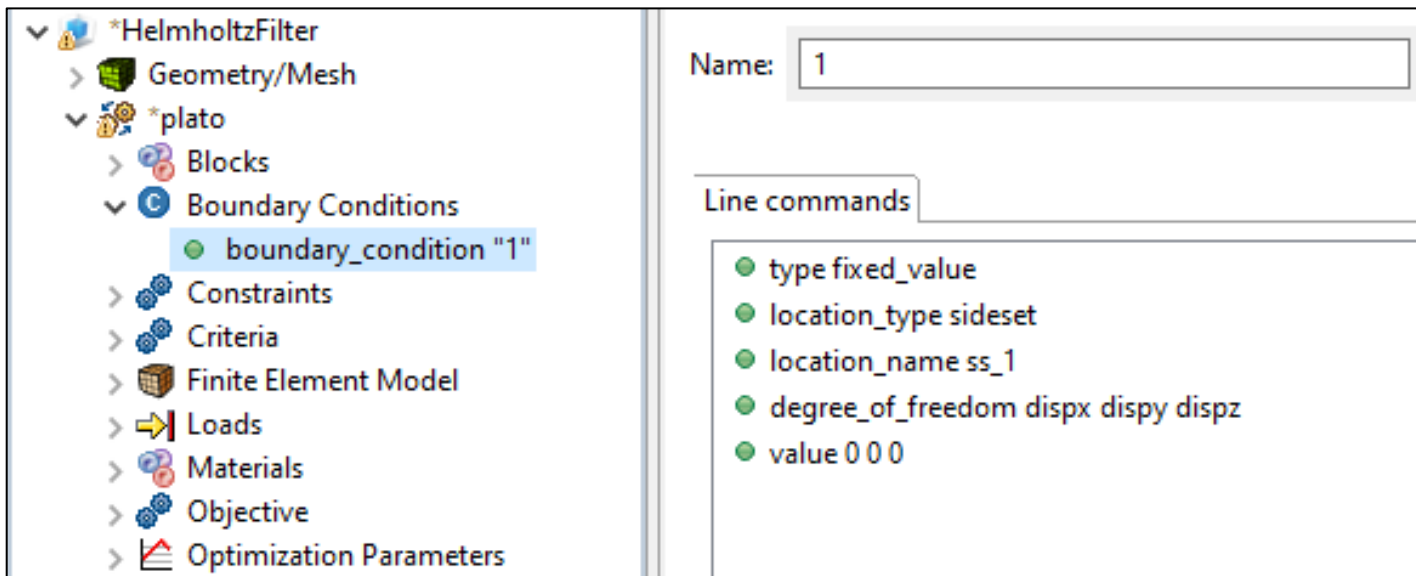 *HelmholtzFilter
Geometry/Mesh
*plato
Blocks
Boundary Conditions
boundary_condition "1"
Constraints
Criteria
Finite Element Model
Loads
Materials
Objective
Optimization Parameters
Name: 1
Line commands
type fixed_value
location_type sideset
location_name ss_1
degree_of_freedom dispx dispy dispz
value 0 0 0